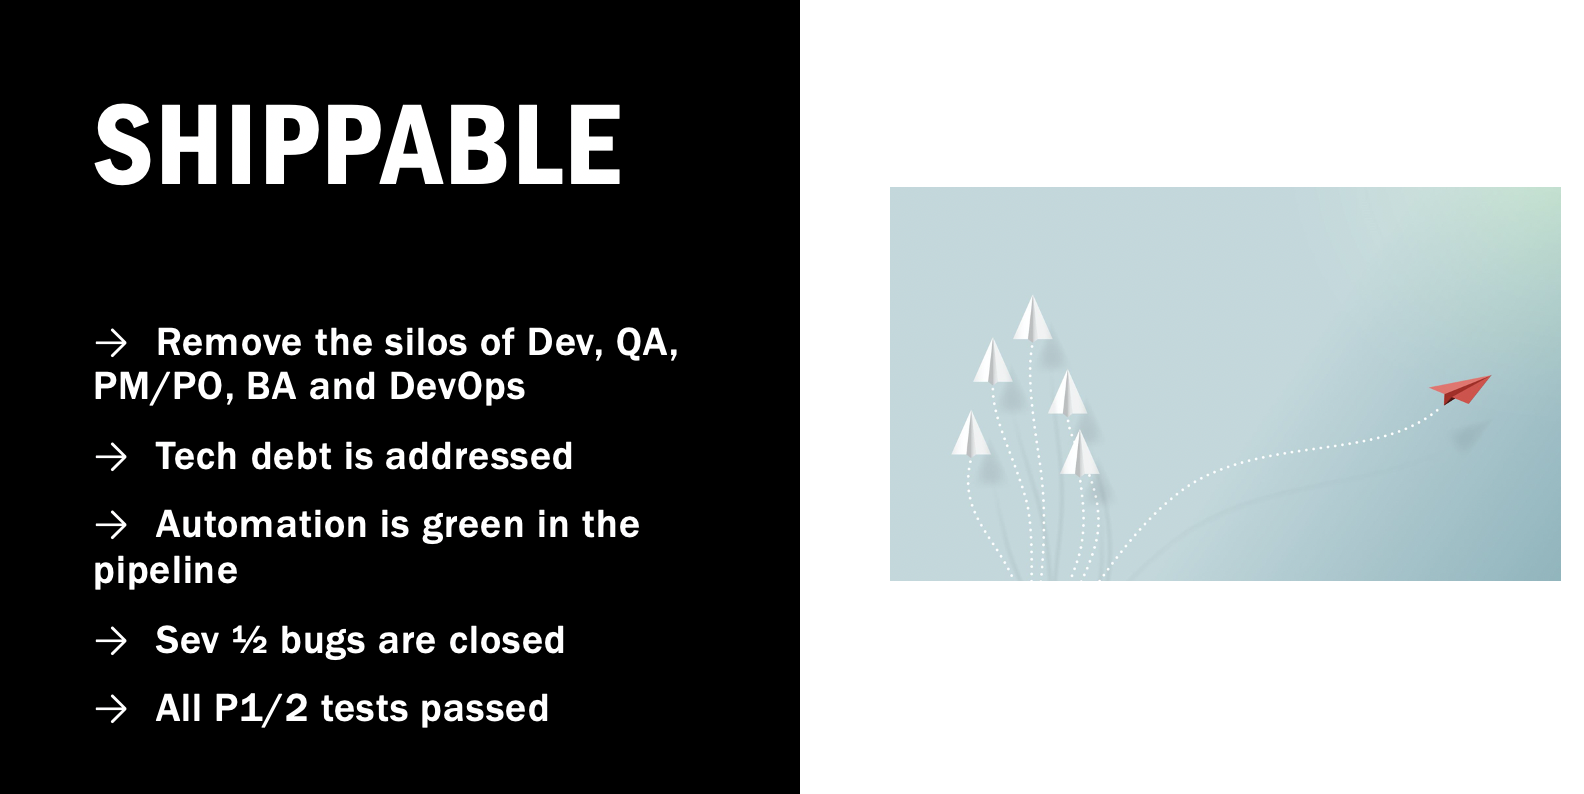 SHIPPABLE
→ Remove the silos of Dev, QA,
PM/PO, BA and DevOps
→ Tech debt is addressed
→ Automation is green in the
pipeline
→ Sev ½ bugs are closed
→ All P1/2 tests passed